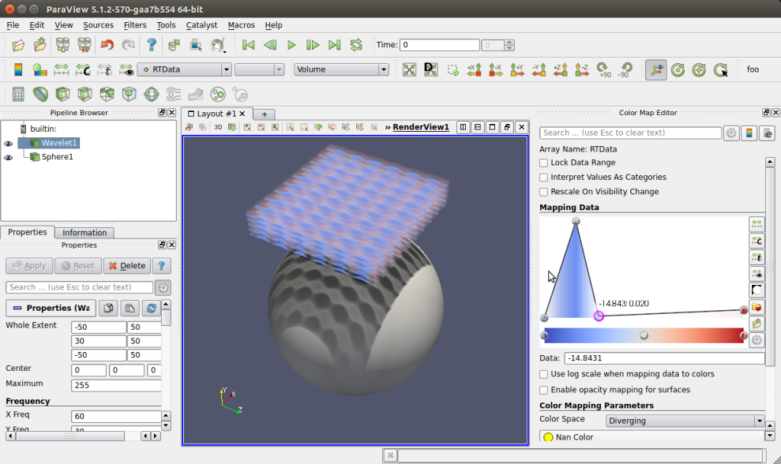 ParaView 5.1.2-570-gaa7b554 64-bit
File Edit View Sources Filters Tools Catalyst Macros Help
Time: 0 0
RTData Volume +X -X +Y -Y +Z -Z +90 -90 foo
Pipeline Browser
builtin:
Wavelet1
Sphere1
Properties Information
Properties
Apply Reset Delete ?
Search ... (use Esc to clear text)
Properties (Wa
Whole Extent -50 50
30 50
-50 50
Center 0 0 0
Maximum 255
Frequency
X Freq 60
Y Freq 30
Layout #1 +
3D » RenderView1
Y X Z
Color Map Editor
Search ... (use Esc to clear text)
Array Name: RTData
Lock Data Range
Interpret Values As Categories
Rescale On Visibility Change
Mapping Data
-14.843: 0.020
Data: -14.8431
Use log scale when mapping data to colors
Enable opacity mapping for surfaces
Color Mapping Parameters
Color Space Diverging
Nan Color